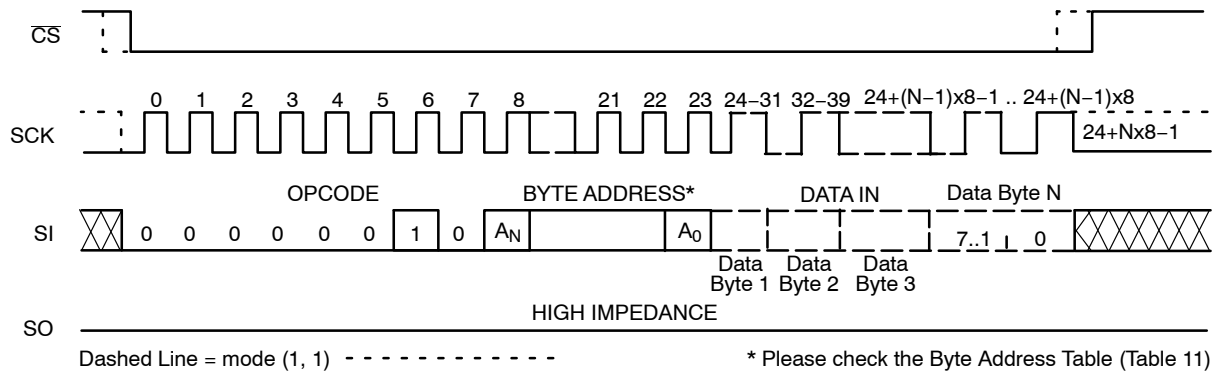 CS
0 1 2 3 4 5 6 7 8 21 22 23 24–31 32–39 24+(N–1)x8–1 .. 24+(N–1)x8
SCK
24+Nx8–1
OPCODE BYTE ADDRESS* DATA IN Data Byte N
SI 0 0 0 0 0 0 1 0 AN A0 7..1 0
Data Byte 1
Data Byte 2
Data Byte 3
HIGH IMPEDANCE
SO
Dashed Line = mode (1, 1) * Please check the Byte Address Table (Table 11)